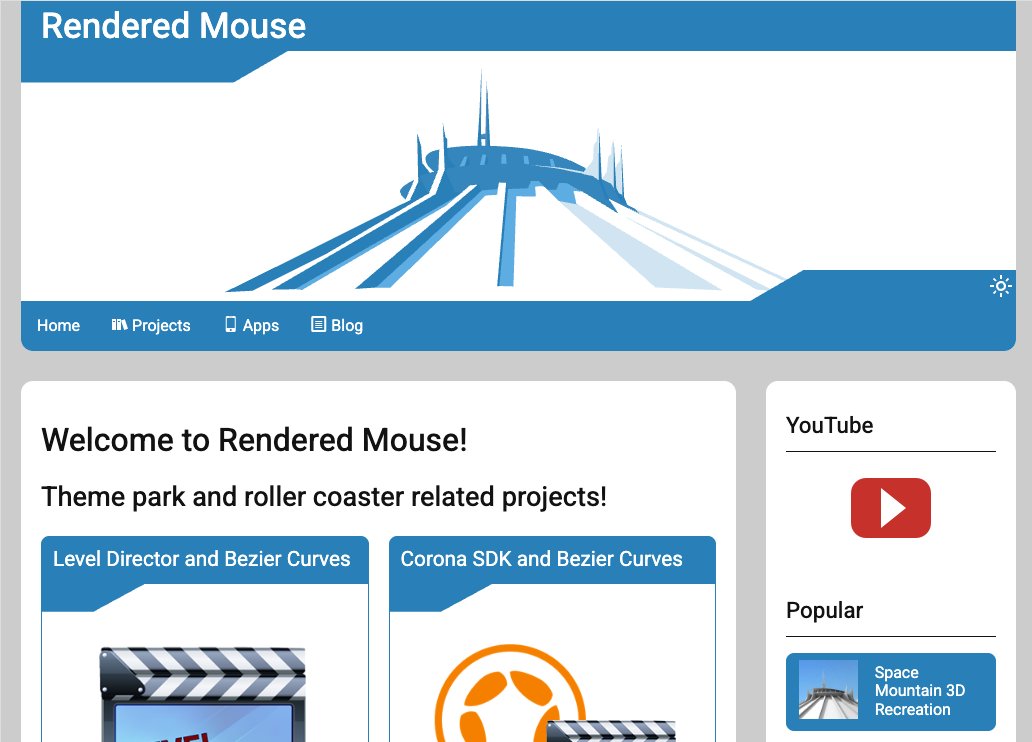 Rendered Mouse
Home Projects Apps Blog
Welcome to Rendered Mouse!
Theme park and roller coaster related projects!
Level Director and Bezier Curves
Corona SDK and Bezier Curves
YouTube
Popular
Space
Mountain 3D
Recreation